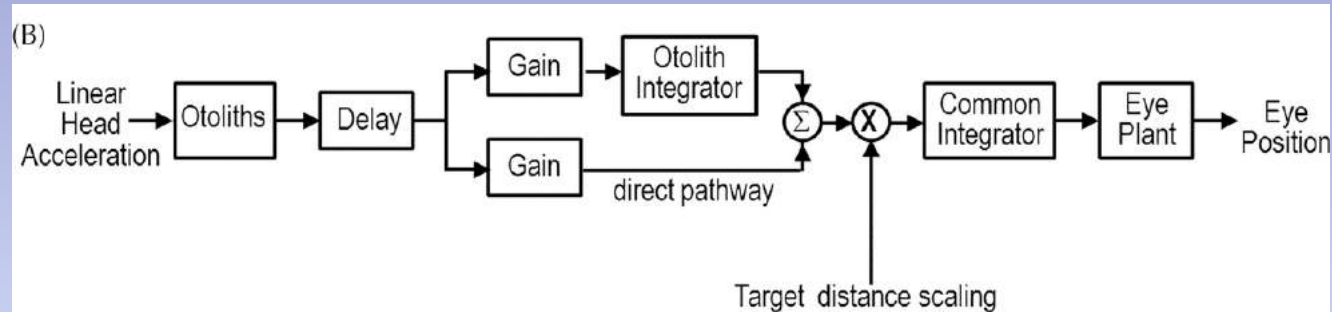 (B)
Linear
Head
Acceleration
Otoliths
Delay
Gain
Otolith
Integrator
Gain
direct pathway
Σ
X
Target distance scaling
Common
Integrator
Eye
Plant
Eye
Position